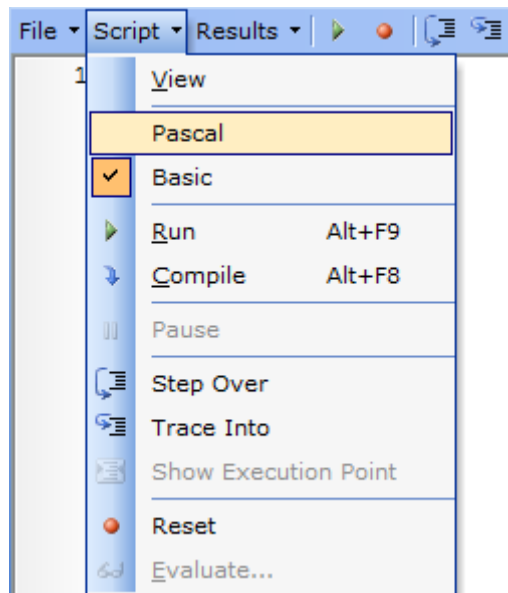 File Script Results
1
View
Pascal
Basic
Run Alt+F9
Compile Alt+F8
Pause
Step Over
Trace Into
Show Execution Point
Reset
Evaluate...